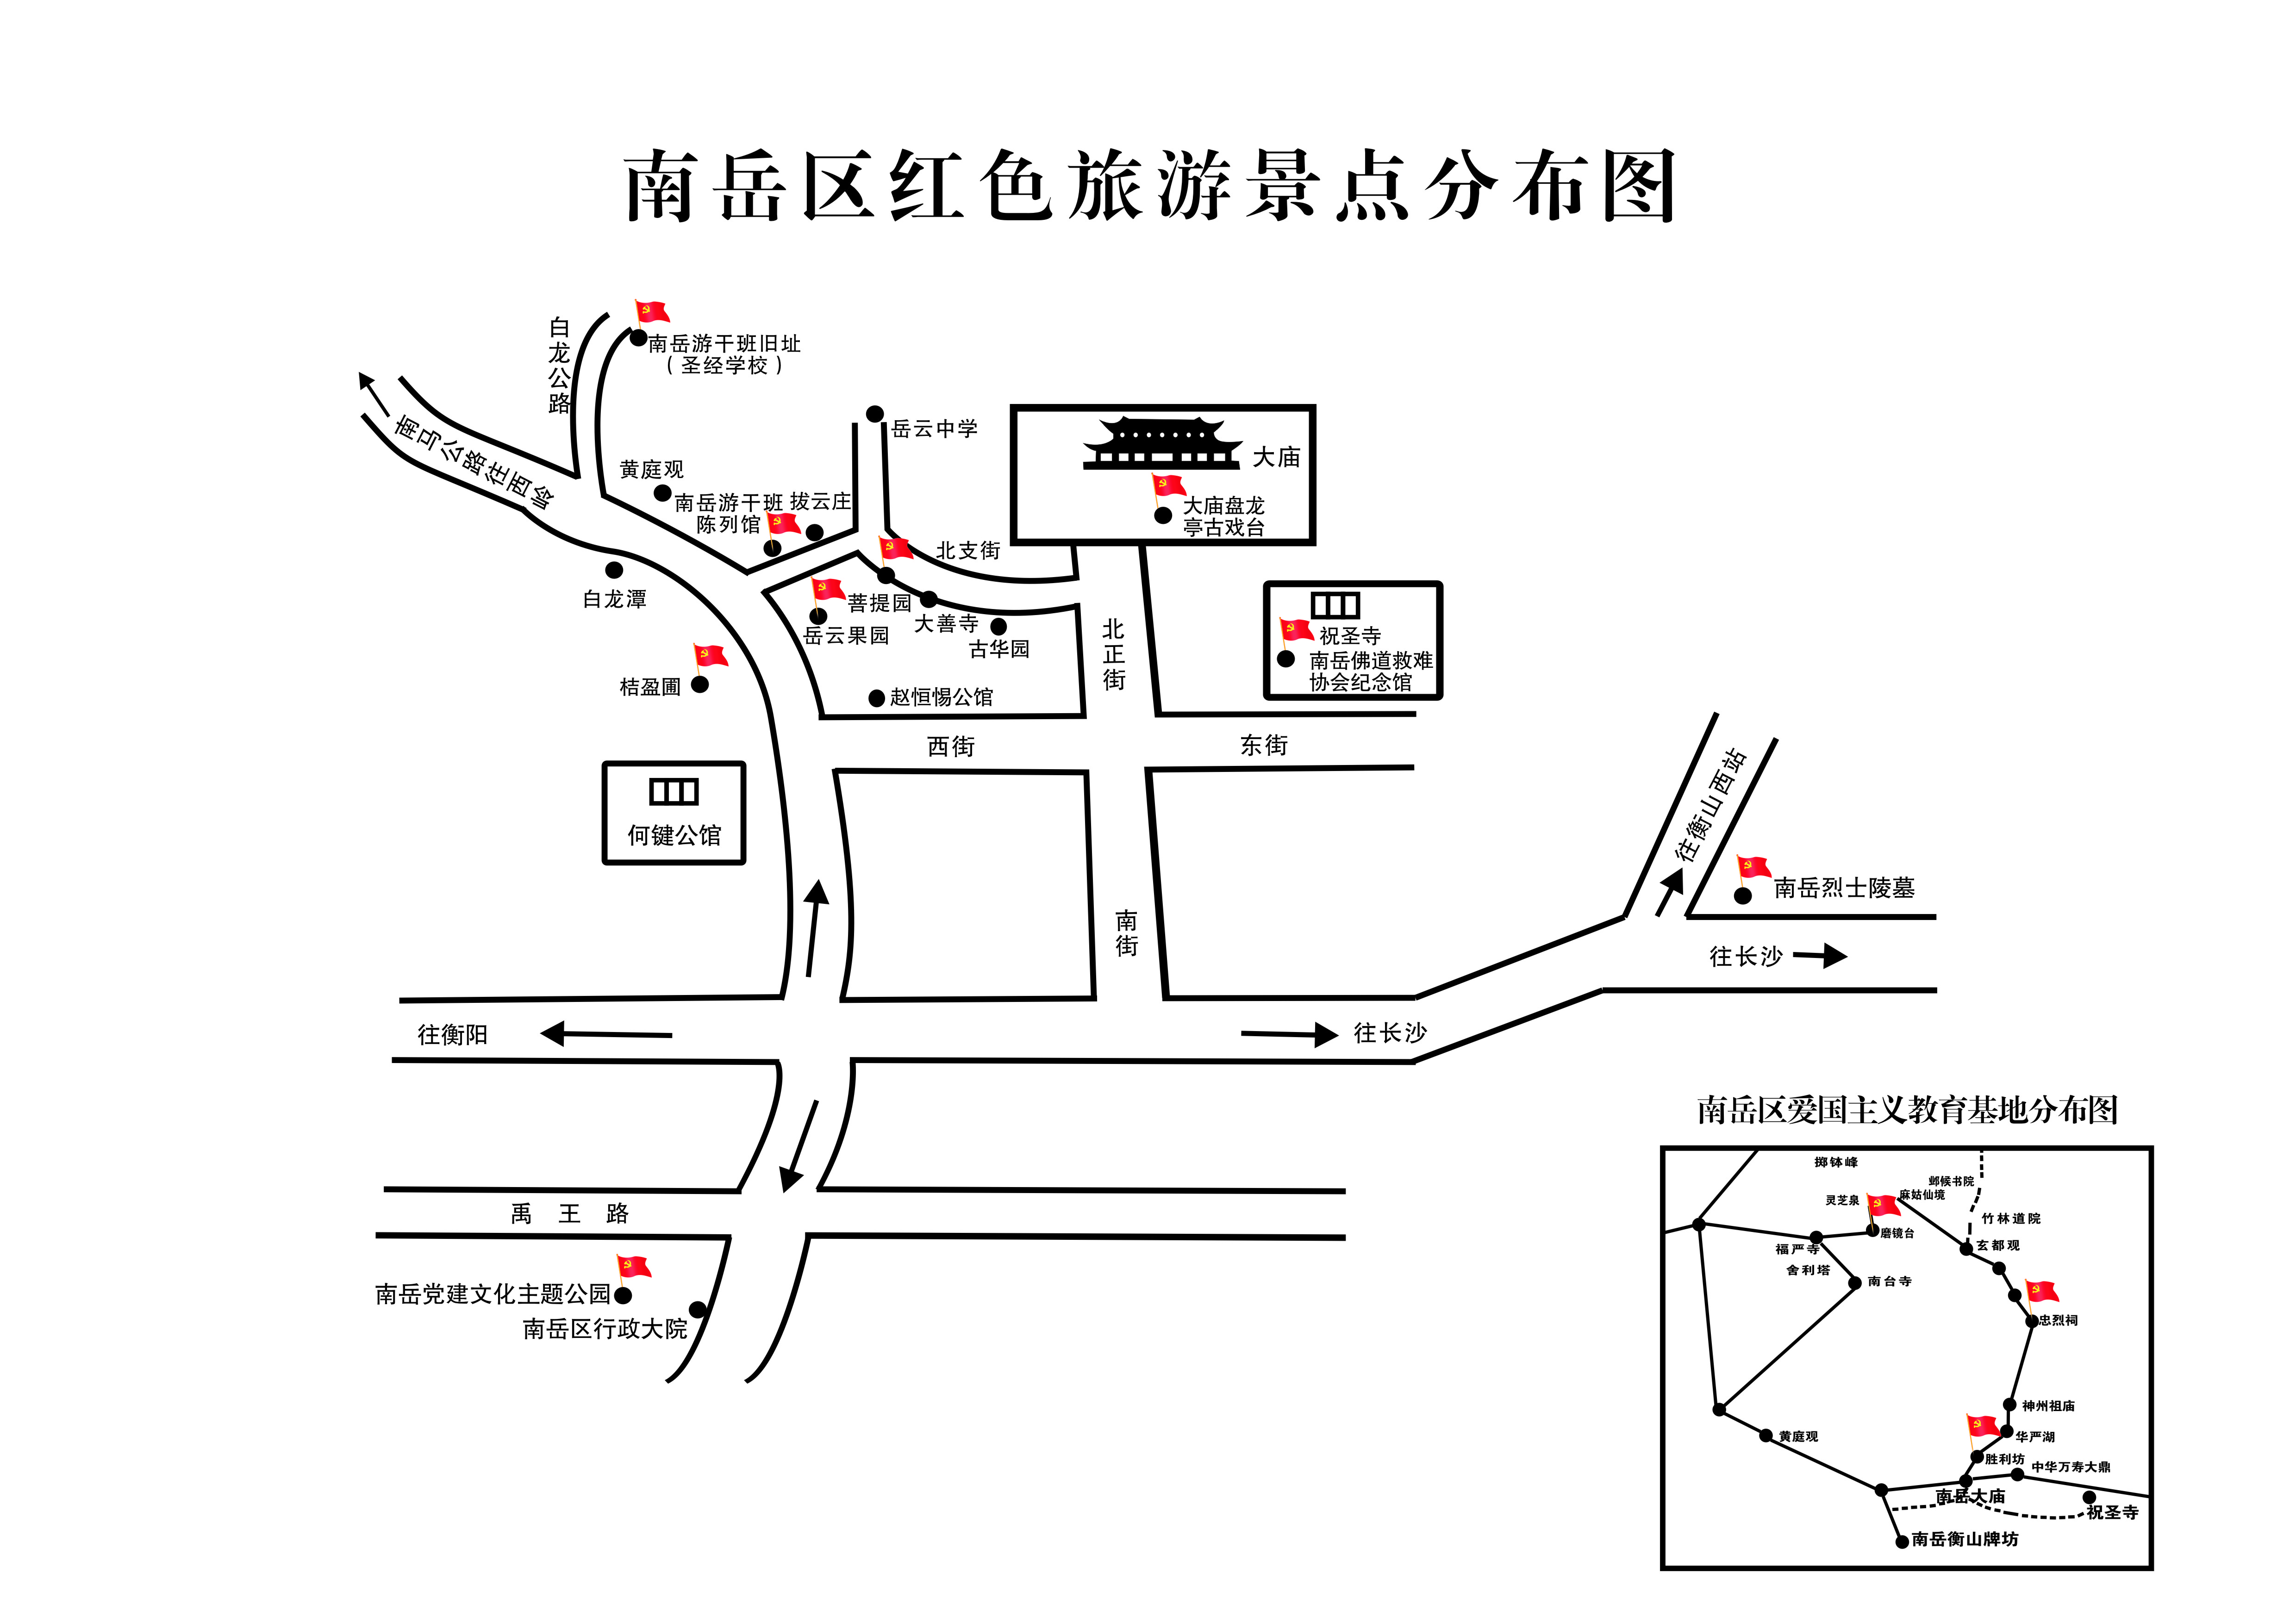 南岳区红色旅游景点分布图
白龙公路
南岳游干班旧址
（圣经学校）
南马公路往西岭
岳云中学
黄庭观
南岳游干班
陈列馆
拔云庄
大庙
大庙盘龙
亭古戏台
北支街
白龙潭
菩提园
大善寺
岳云果园
古华园
北正街
祝圣寺
南岳佛道救难
协会纪念馆
桔盈圃
赵恒惕公馆
西街
东街
何键公馆
往衡山西站
南岳烈士陵墓
南街
往长沙
往衡阳
往长沙
禹王路
南岳党建文化主题公园
南岳区行政大院
南岳区爱国主义教育基地分布图
掷钵峰
邺候书院
麻姑仙境
灵芝泉
竹林道院
磨镜台
玄都观
福严寺
舍利塔
南台寺
忠烈祠
神州祖庙
黄庭观
华严湖
胜利坊
中华万寿大鼎
南岳大庙
祝圣寺
南岳衡山牌坊